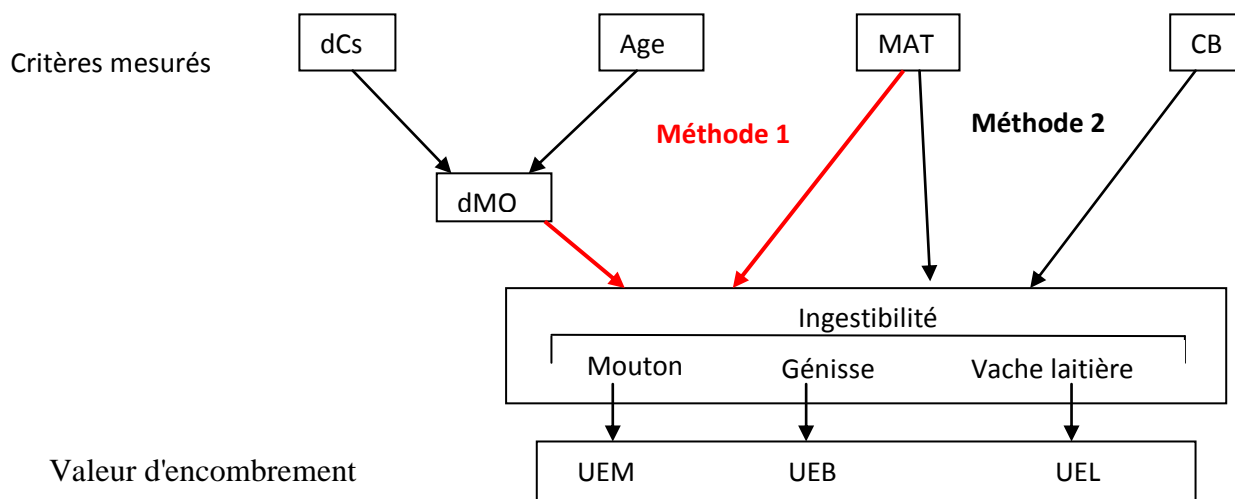 dCs Age MAT CB
Critères mesurés
Méthode 1 Méthode 2
dMO
Ingestibilité
Mouton Génisse Vache laitière
Valeur d'encombrement UEM UEB UEL